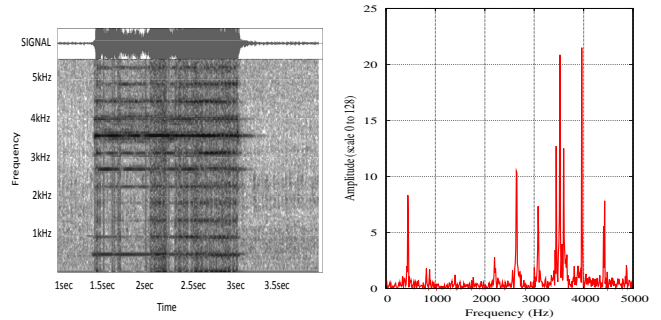 SIGNAL
5kHz
4kHz
3kHz
2kHz
1kHz
Frequency
1sec 1.5sec 2sec 2.5sec 3sec 3.5sec
Time
25
20
15
10
5
0
Amplitude (scale 0 to 128)
0 1000 2000 3000 4000 5000
Frequency (Hz)